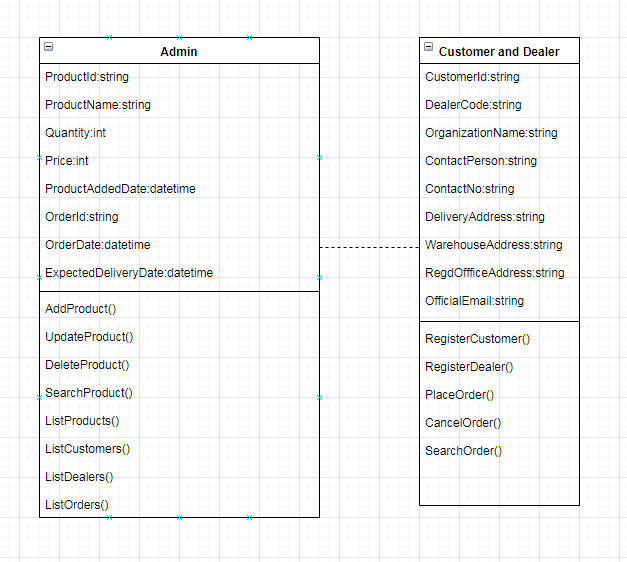 Admin
ProductId:string
ProductName:string
Quantity:int
Price:int
ProductAddedDate:datetime
OrderId:string
OrderDate:datetime
ExpectedDeliveryDate:datetime
AddProduct()
UpdateProduct()
DeleteProduct()
SearchProduct()
ListProducts()
ListCustomers()
ListDealers()
ListOrders()
Customer and Dealer
CustomerId:string
DealerCode:string
OrganizationName:string
ContactPerson:string
ContactNo:string
DeliveryAddress:string
WarehouseAddress:string
RegdOffficeAddress:string
OfficialEmail:string
RegisterCustomer()
RegisterDealer()
PlaceOrder()
CancelOrder()
SearchOrder()